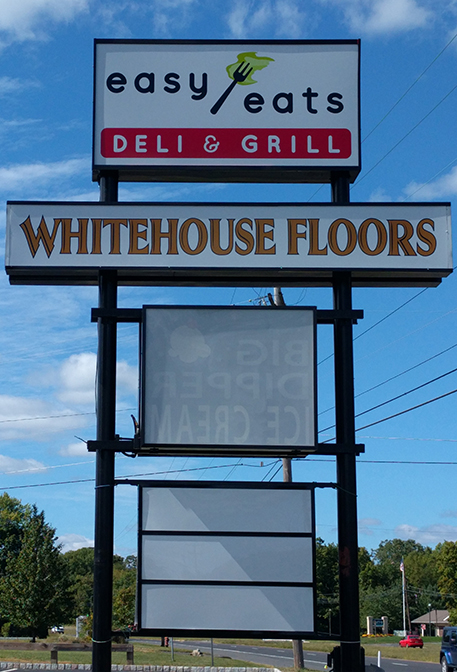 easy eats
DELI & GRILL
WHITEHOUSE FLOORS
BIG
DIPPER
ICE CREAM